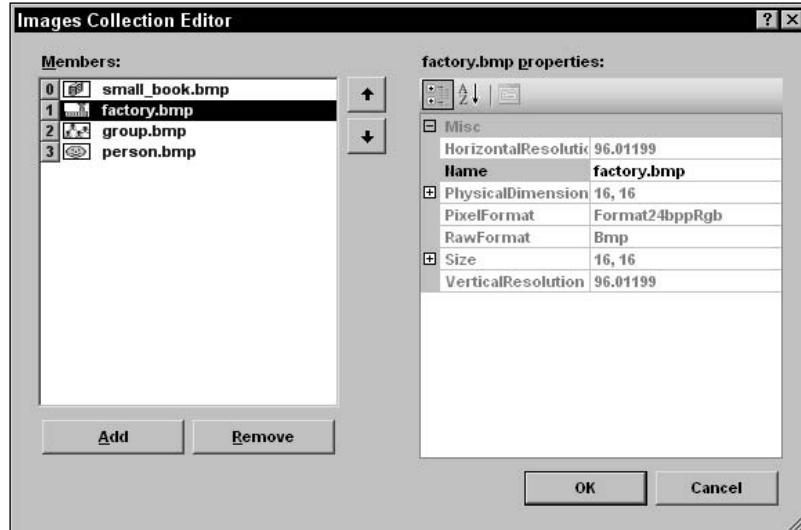 Images Collection Editor
Members:
0 small_book.bmp
1 factory.bmp
2 group.bmp
3 person.bmp
Add Remove
factory.bmp properties:
Misc
HorizontalResolutic 96.01199
Name factory.bmp
PhysicalDimension 16, 16
PixelFormat Format24bppRgb
RawFormat Bmp
Size 16, 16
VerticalResolution 96.01199
OK Cancel